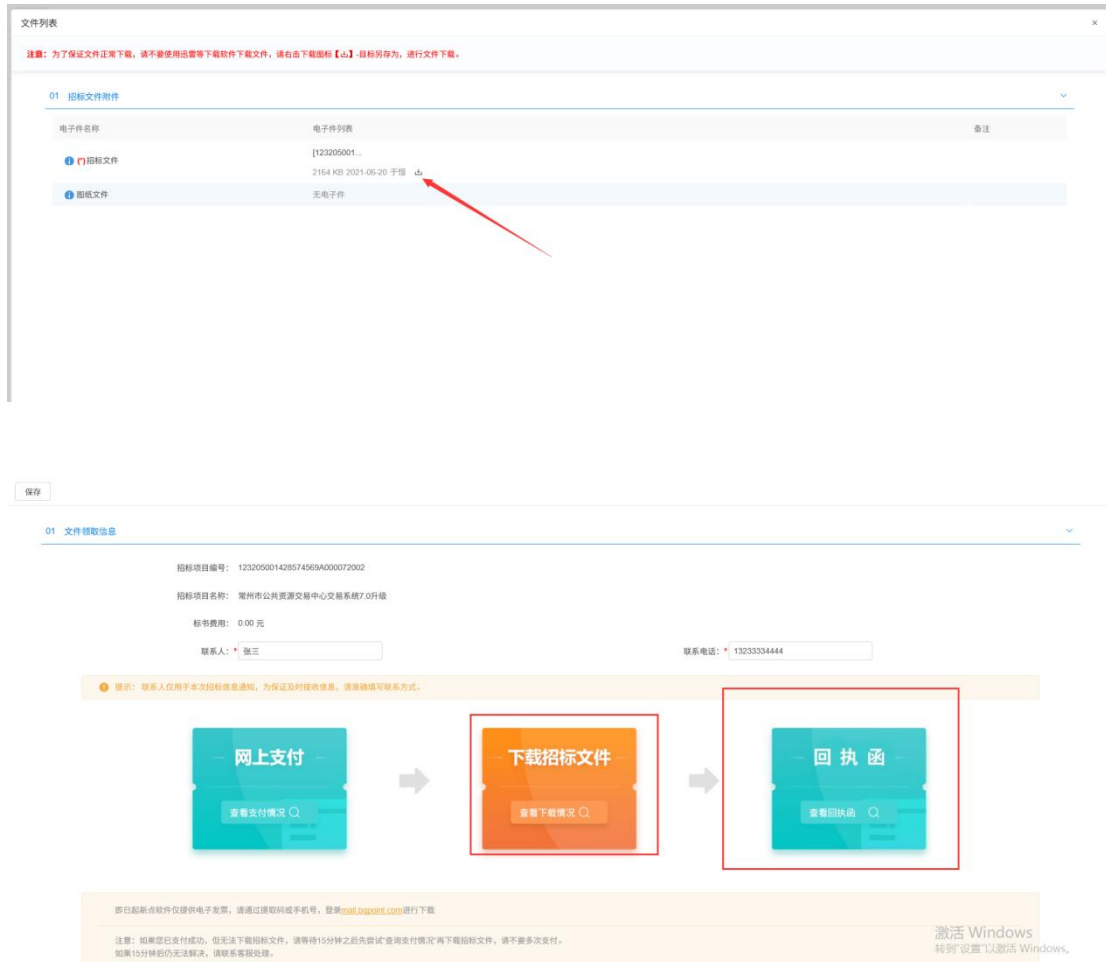 文件列表
×
注意：为了保证文件正常下载，请不要使用迅雷等下载软件下载文件，请右击下载图标【】-目标另存为，进行文件下载。
01 招标文件附件
电子件名称 电子件列表 备注
(*)招标文件
[123205001...
2164 KB 2021-06-20 于恒
图纸文件 无电子件
保存
01 文件领取信息
招标项目编号： 123205001428574569A000072002
招标项目名称： 常州市公共资源交易中心交易系统7.0升级
标书费用： 0.00 元
联系人：* 张三 联系电话：* 13233334444
提示： 联系人仅用于本次招标信息通知，为保证及时接收信息，请准确填写联系方式。
网上支付 下载招标文件 回 执 函
查看支付情况 查看下载情况 查看回执函
即日起新点软件仅提供电子发票，请通过提取码或手机号，登录mall.bqpoint.com进行下载
注意：如果您已支付成功，但无法下载招标文件，请等待15分钟之后先尝试“查询支付情况”再下载招标文件，请不要多次支付。
如果15分钟后仍无法解决，请联系客服处理。
激活 Windows
转到“设置”以激活 Windows。